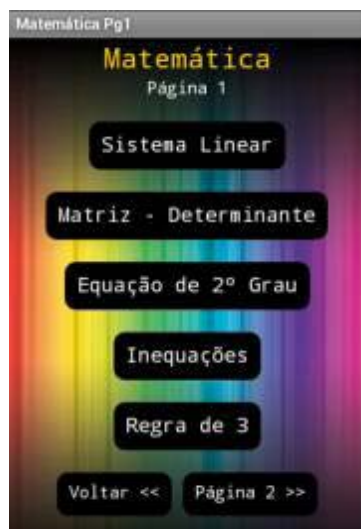 Matemática Pg1
Matemática
Página 1
Sistema Linear
Matriz - Determinante
Equação de 2º Grau
Inequações
Regra de 3
Voltar << Página 2 >>